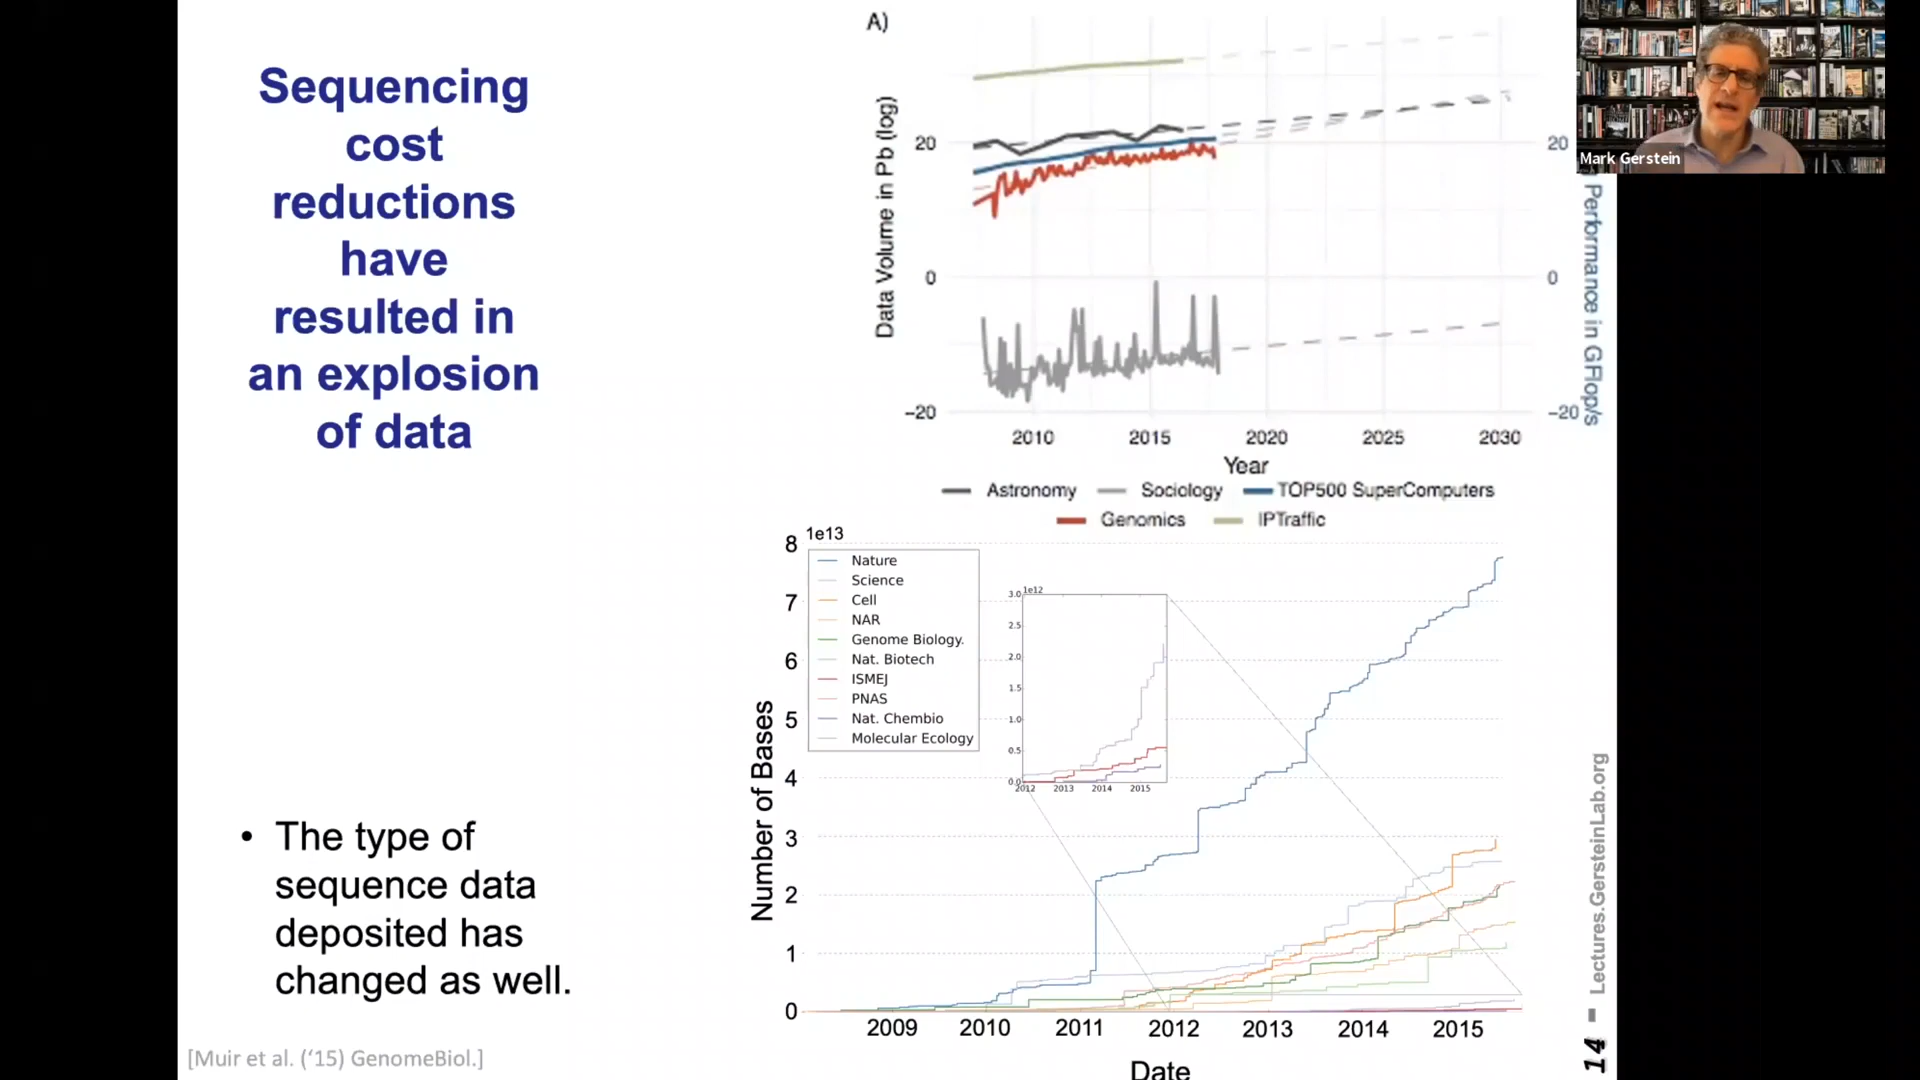 Sequencing
cost
reductions
have
resulted in
an explosion
of data
• The type of
sequence data
deposited has
changed as well.
[Muir et al. (‘15) GenomeBiol.]
A)
Data Volume in Pb (log)
20
0
−20
20
0
−20
Performance in GFlop/s
2010 2015 2020 2025 2030
Year
Astronomy Sociology TOP500 SuperComputers
Genomics IPTraffic
1e13
8
7
6
5
4
3
2
1
0
Number of Bases
Nature
Science
Cell
NAR
Genome Biology.
Nat. Biotech
ISMEJ
PNAS
Nat. Chembio
Molecular Ecology
1e12
3.0
2.5
2.0
1.5
1.0
0.5
0.0
2012 2013 2014 2015
2009 2010 2011 2012 2013 2014 2015
Date
Mark Gerstein
14 = Lectures.GersteinLab.org